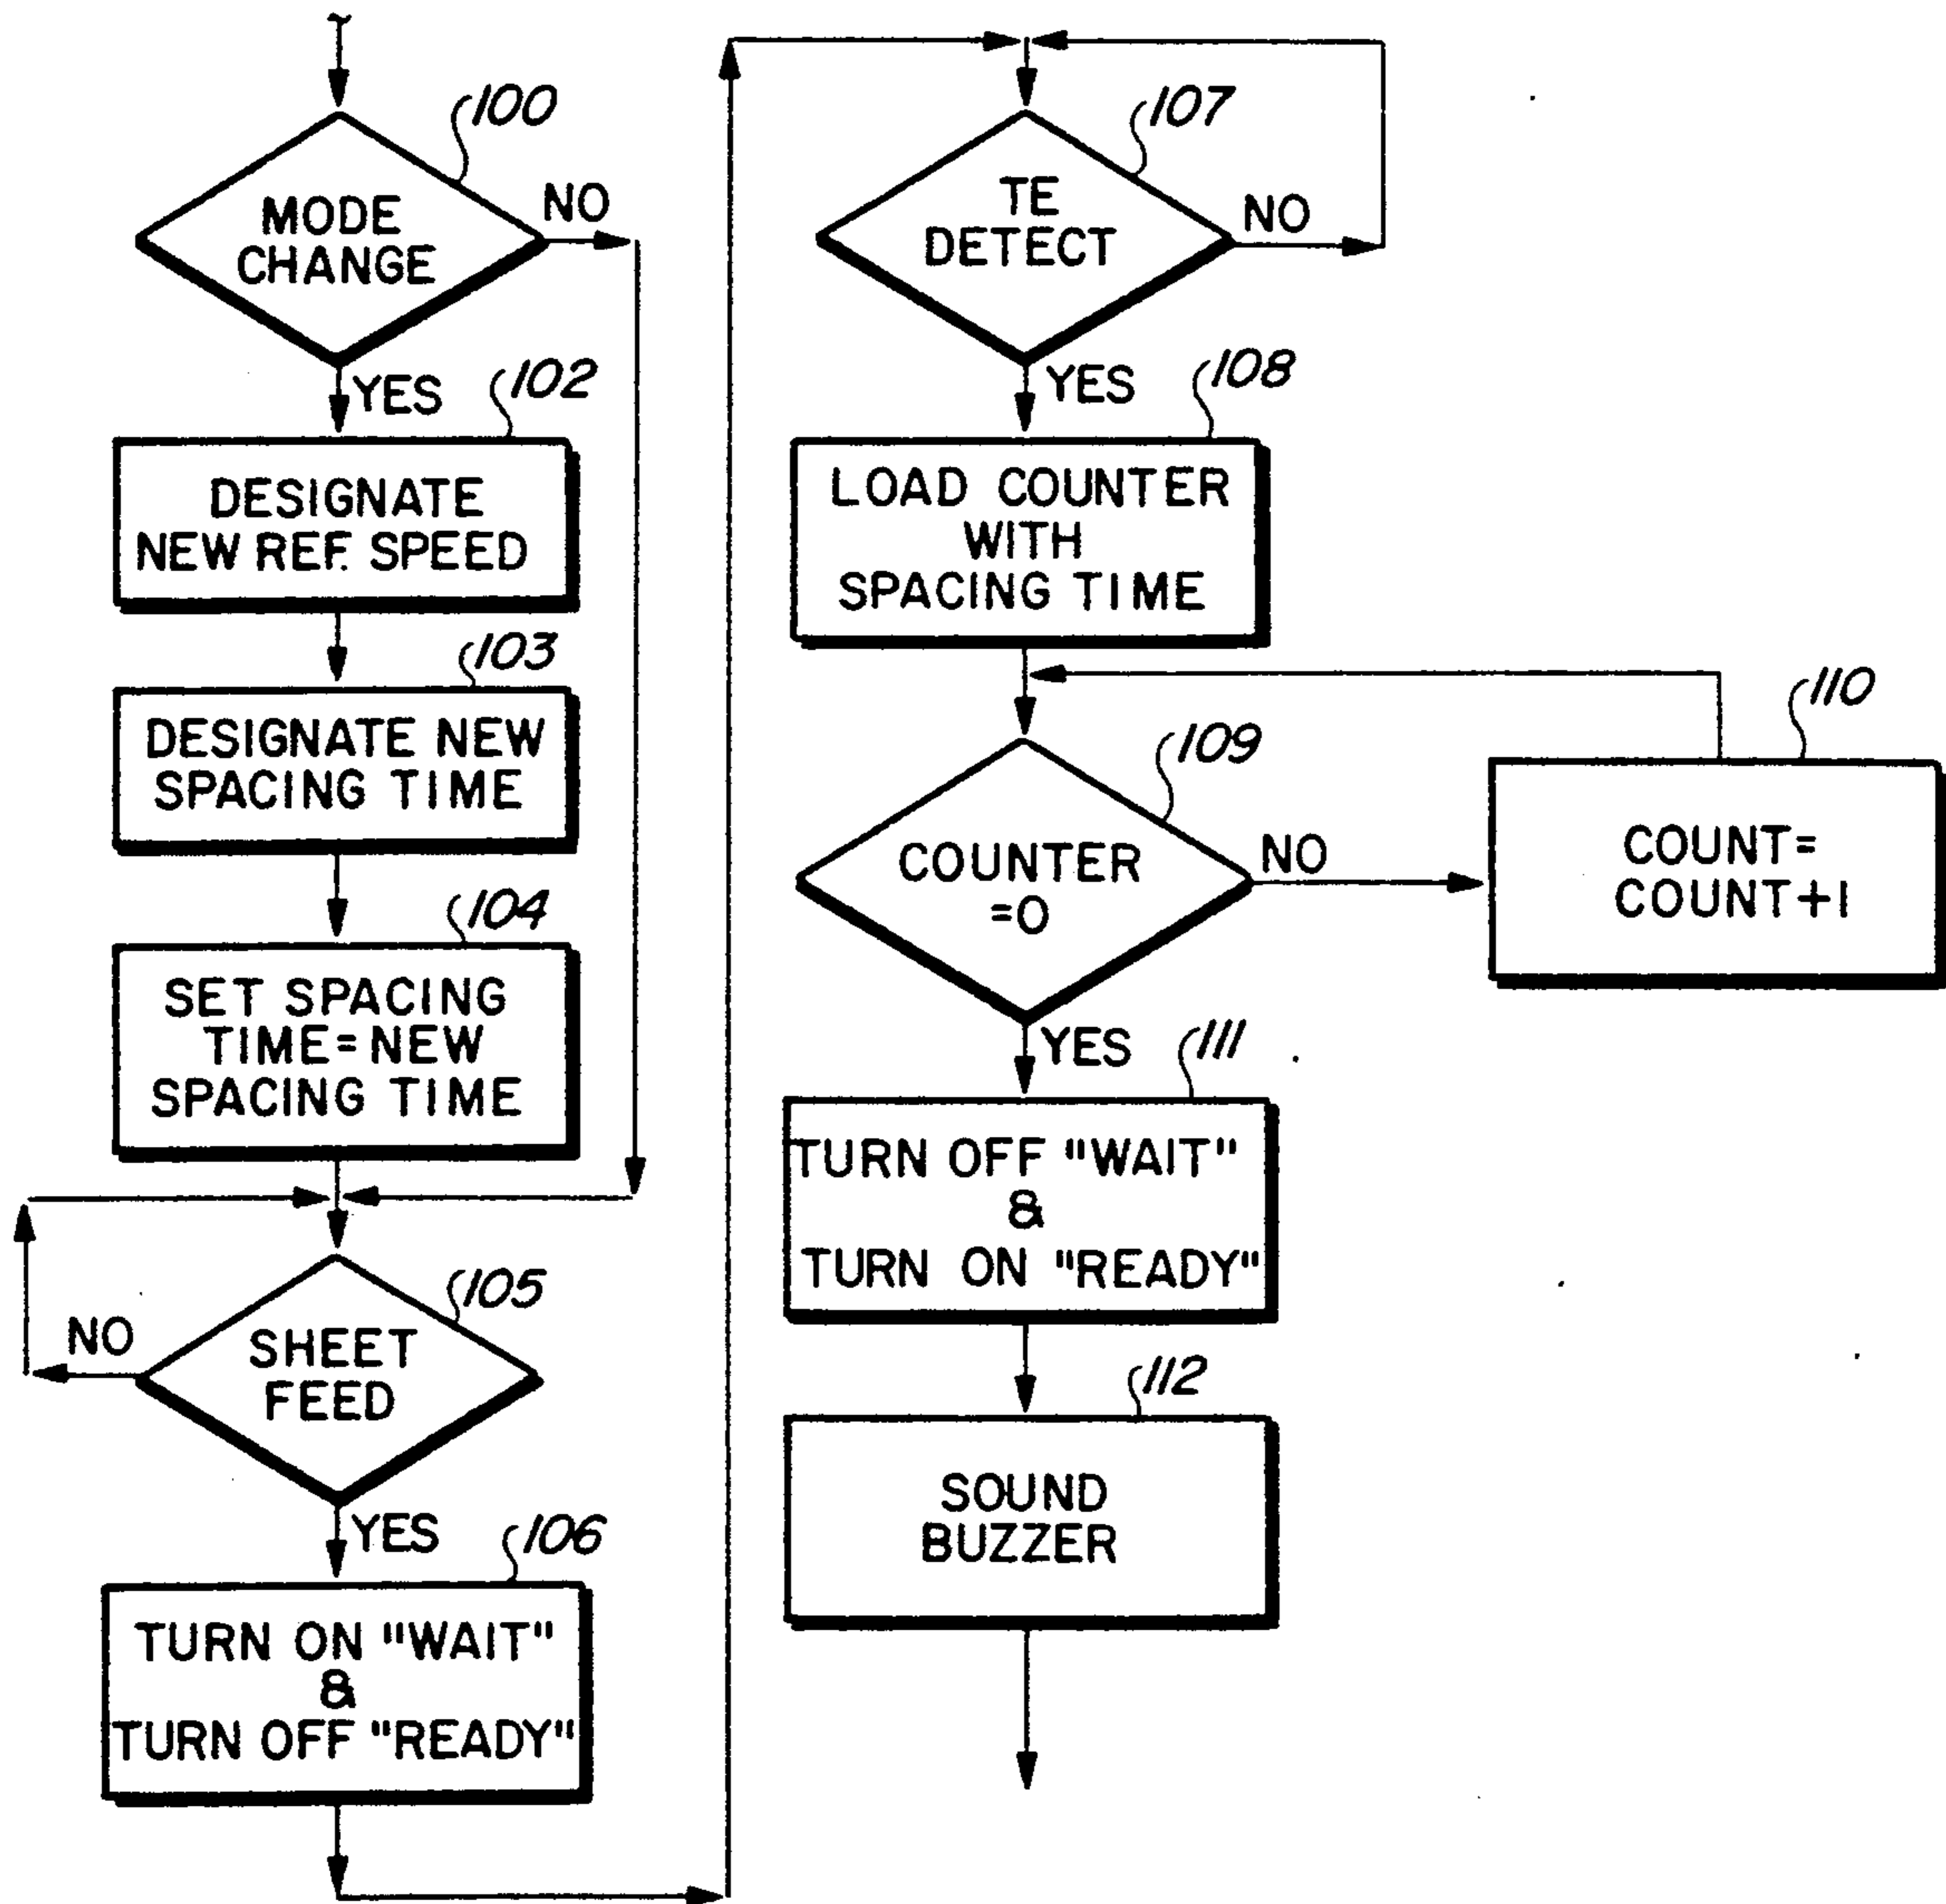 100
MODE
CHANGE
NO
YES
102
DESIGNATE
NEW REF. SPEED
103
DESIGNATE NEW
SPACING TIME
104
SET SPACING
TIME=NEW
SPACING TIME
105
SHEET
FEED
NO
YES
106
TURN ON "WAIT"
&
TURN OFF "READY"
107
TE
DETECT
NO
YES
108
LOAD COUNTER
WITH
SPACING TIME
109
COUNTER
=0
NO
110
COUNT=
COUNT+1
YES
111
TURN OFF "WAIT"
&
TURN ON "READY"
112
SOUND
BUZZER